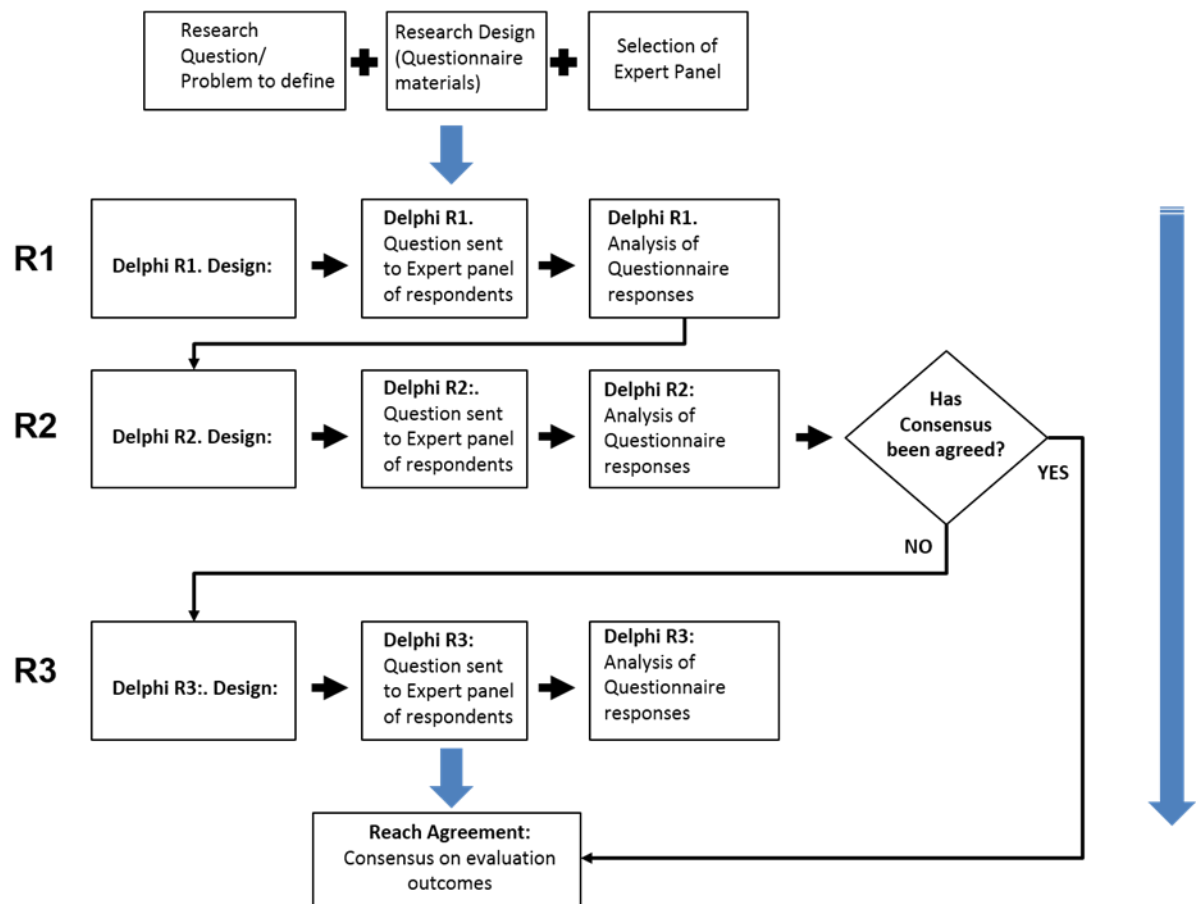 Research
Question/
Problem to define
Research Design
(Questionnaire
materials)
Selection of
Expert Panel
R1
Delphi R1. Design:
Delphi R1.
Question sent
to Expert panel
of respondents
Delphi R1.
Analysis of
Questionnaire
responses
R2
Delphi R2. Design:
Delphi R2:.
Question sent
to Expert panel
of respondents
Delphi R2:
Analysis of
Questionnaire
responses
Has
Consensus
been agreed?
YES
NO
R3
Delphi R3:. Design:
Delphi R3:
Question sent
to Expert panel
of respondents
Delphi R3:
Analysis of
Questionnaire
responses
Reach Agreement:
Consensus on evaluation
outcomes